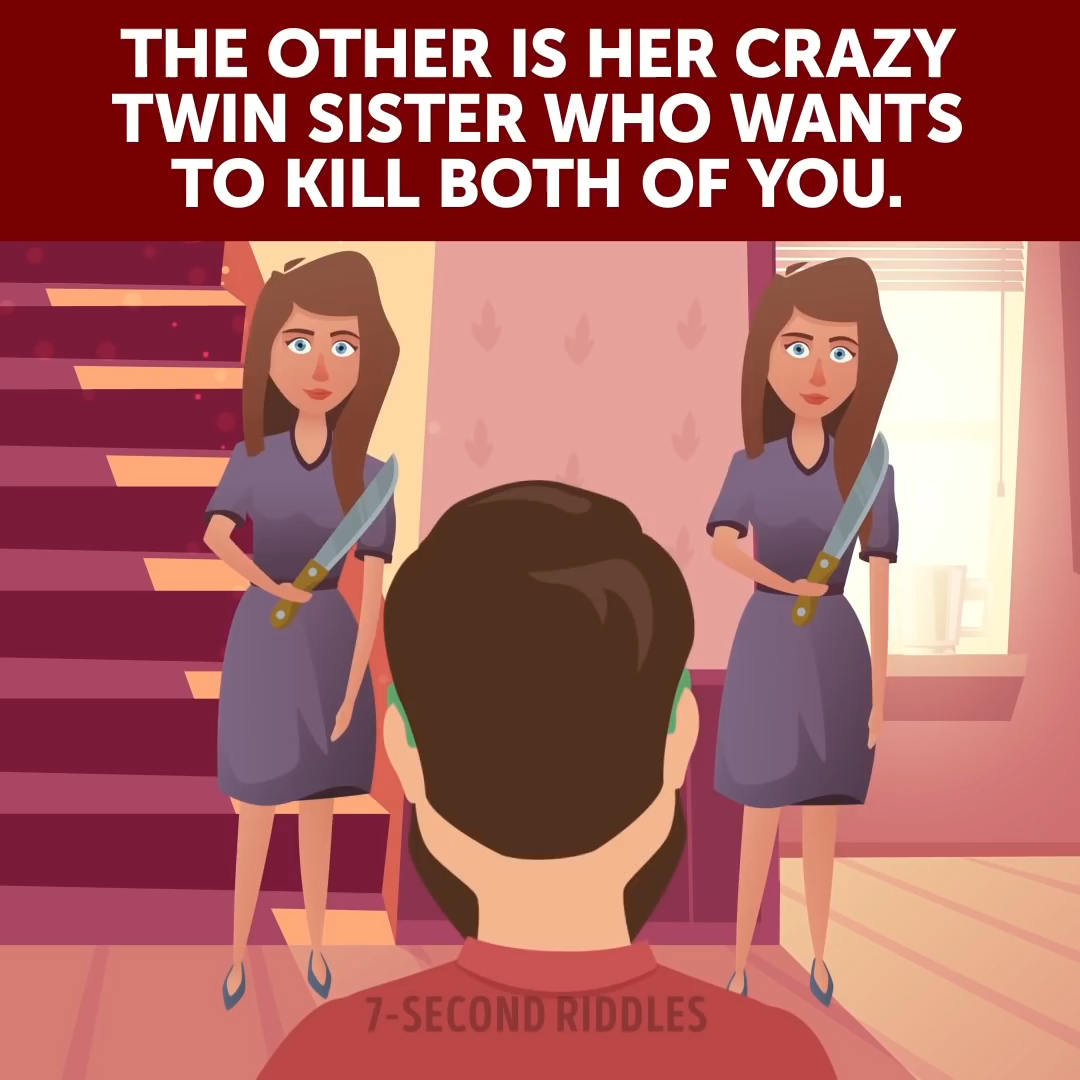 THE OTHER IS HER CRAZY
TWIN SISTER WHO WANTS
TO KILL BOTH OF YOU.
7-SECOND RIDDLES